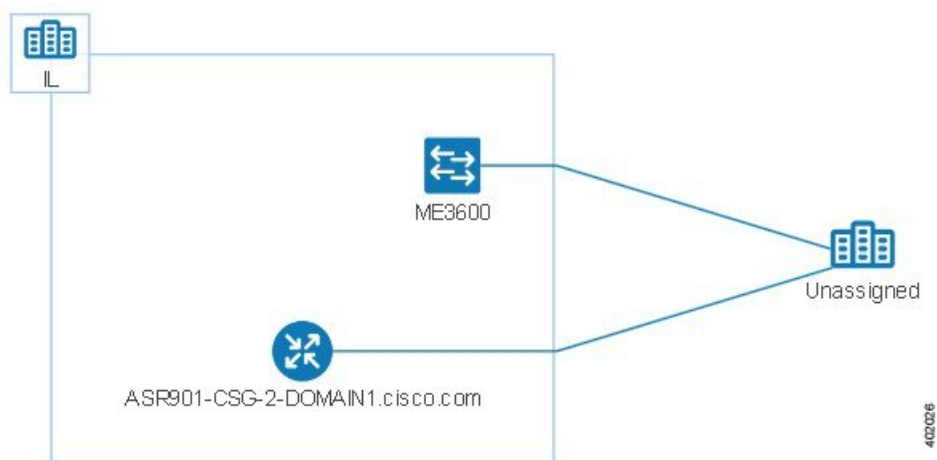 IL
ME3600
Unassigned
ASR901-CSG-2-DOMAIN1.cisco.com
402026